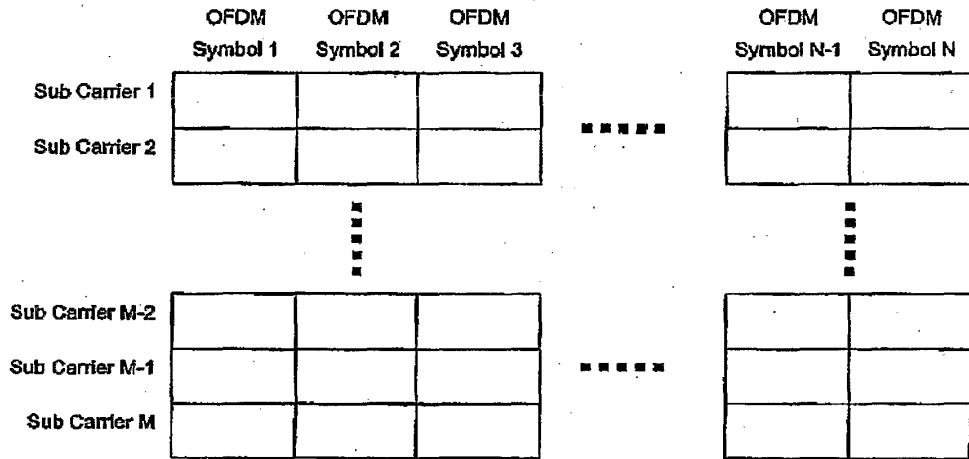 OFDM OFDM OFDM OFDM OFDM
Symbol 1 Symbol 2 Symbol 3 Symbol N-1 Symbol N
Sub Carrier 1
Sub Carrier 2
Sub Carrier M-2
Sub Carrier M-1
Sub Carrier M